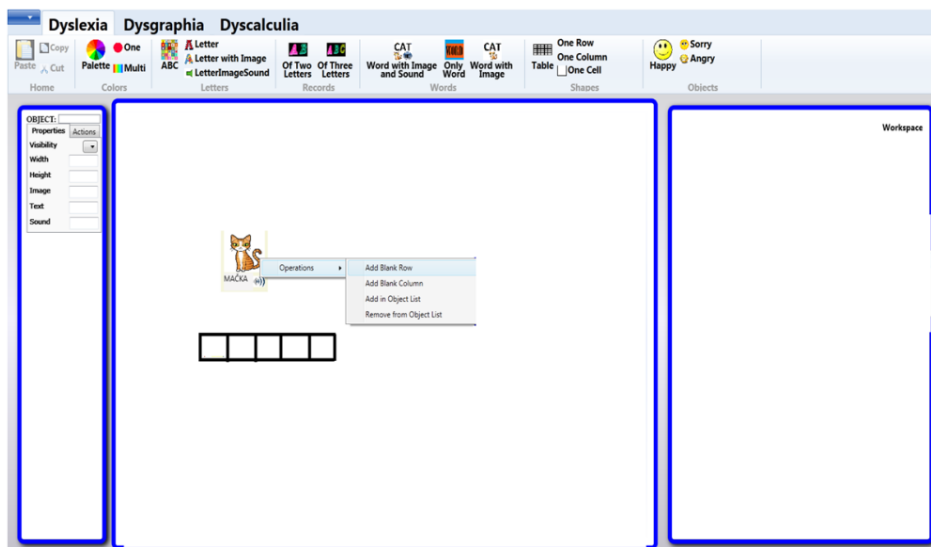 Dyslexia Dysgraphia Dyscalculia
Paste
Copy
Cut
Home
Palette
One
Multi
Colors
ABC
Letter
Letter with Image
LetterImageSound
Letters
AB
Of Two
Letters
ABC
Of Three
Letters
Records
CAT
Word with Image
and Sound
Only
Word
CAT
Word with
Image
Words
Table
One Row
One Column
One Cell
Shapes
Happy
Sorry
Angry
Objects
OBJECT:
Properties Actions
Visibility
Width
Height
Image
Text
Sound
MAČKA
Operations
Add Blank Row
Add Blank Column
Add in Object List
Remove from Object List
Workspace